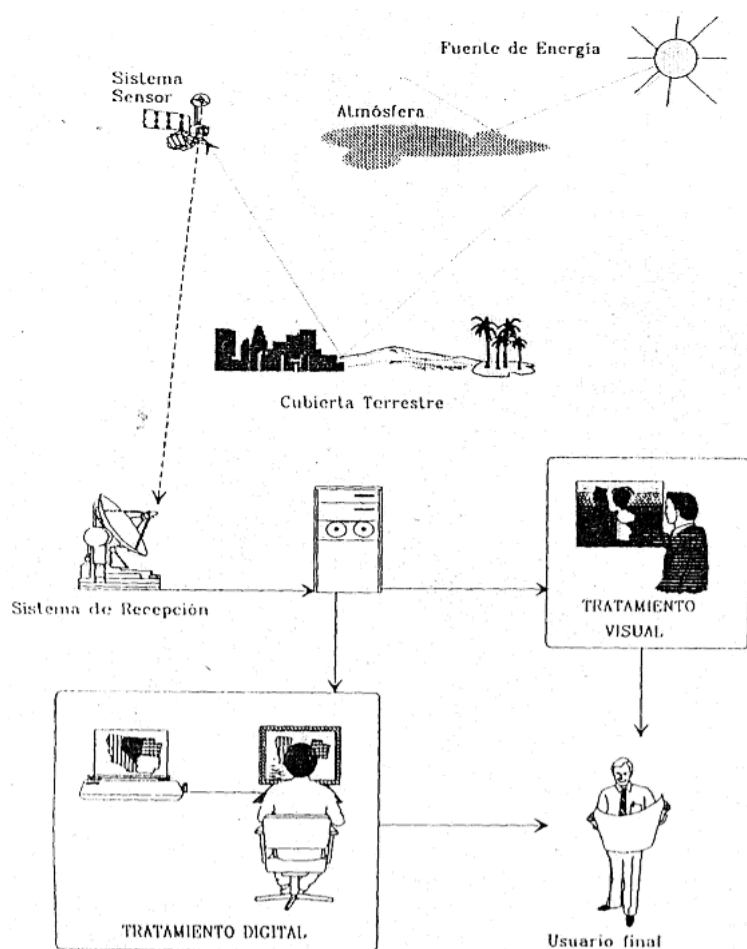 Fuente de Energía
Sistema
Sensor
Atmósfera
Cubierta Terrestre
Sistema de Recepción
TRATAMIENTO
VISUAL
TRATAMIENTO DIGITAL
Usuario final